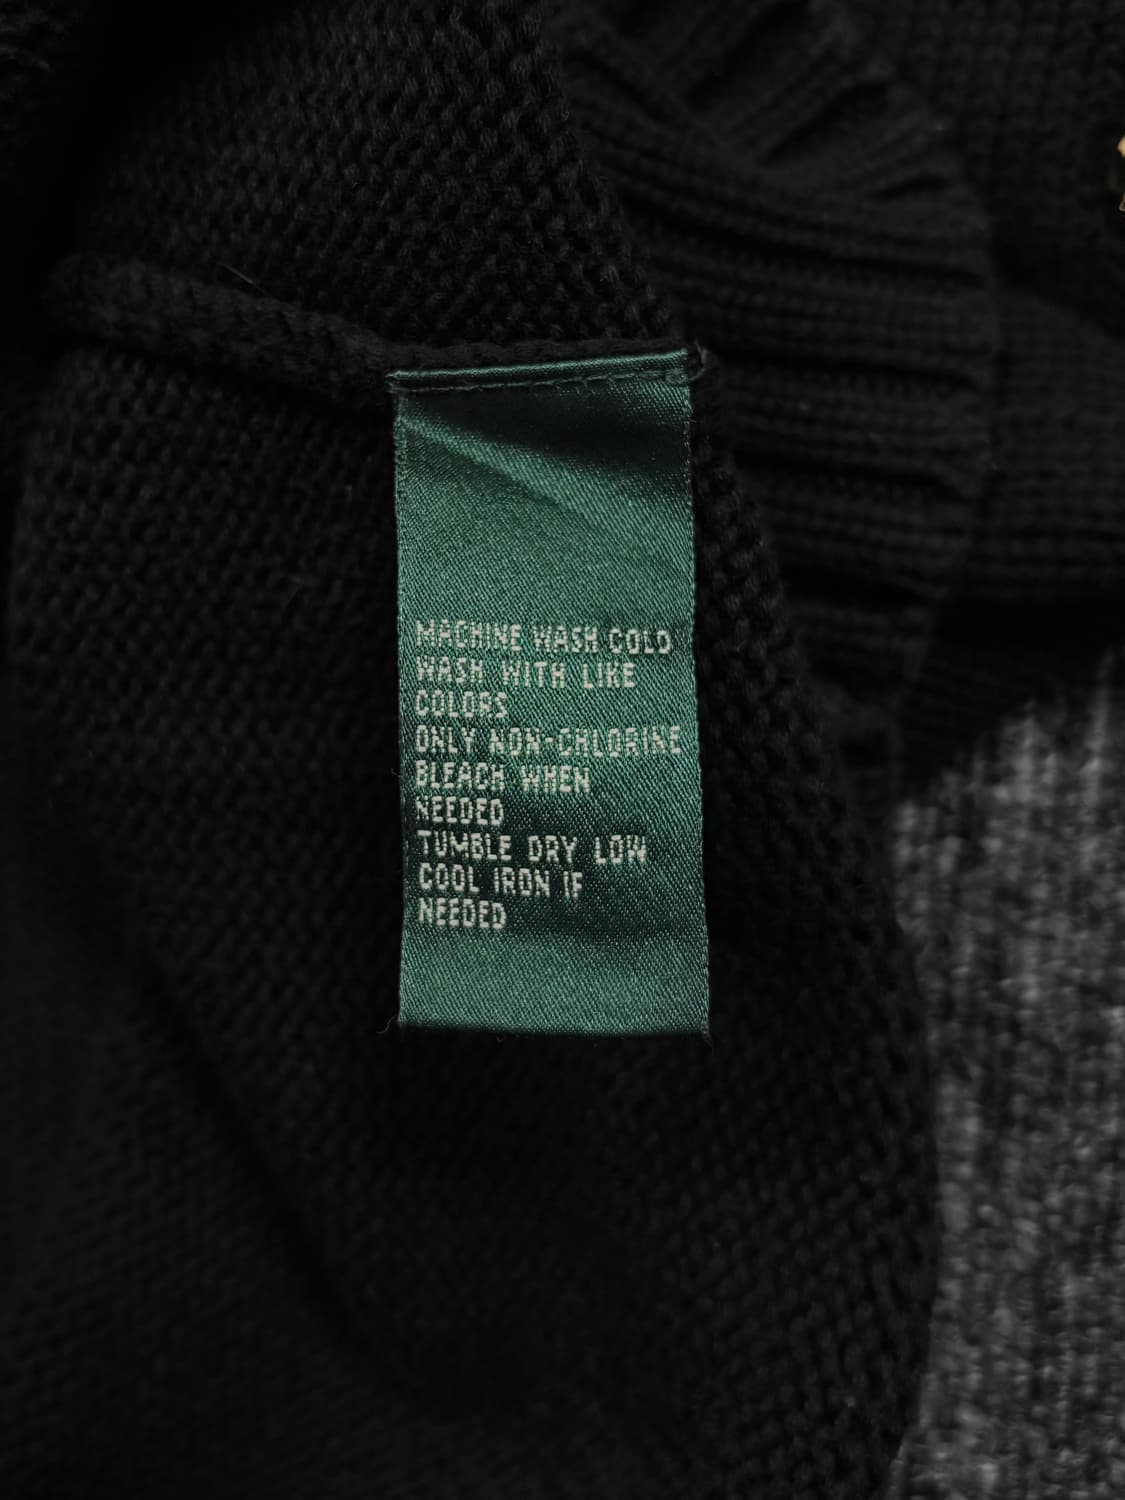 MACHINE WASH COLD
WASH WITH LIKE
COLORS
ONLY NON-CHLORINE
BLEACH WHEN
NEEDED
TUMBLE DRY LOW
COOL IRON IF
NEEDED